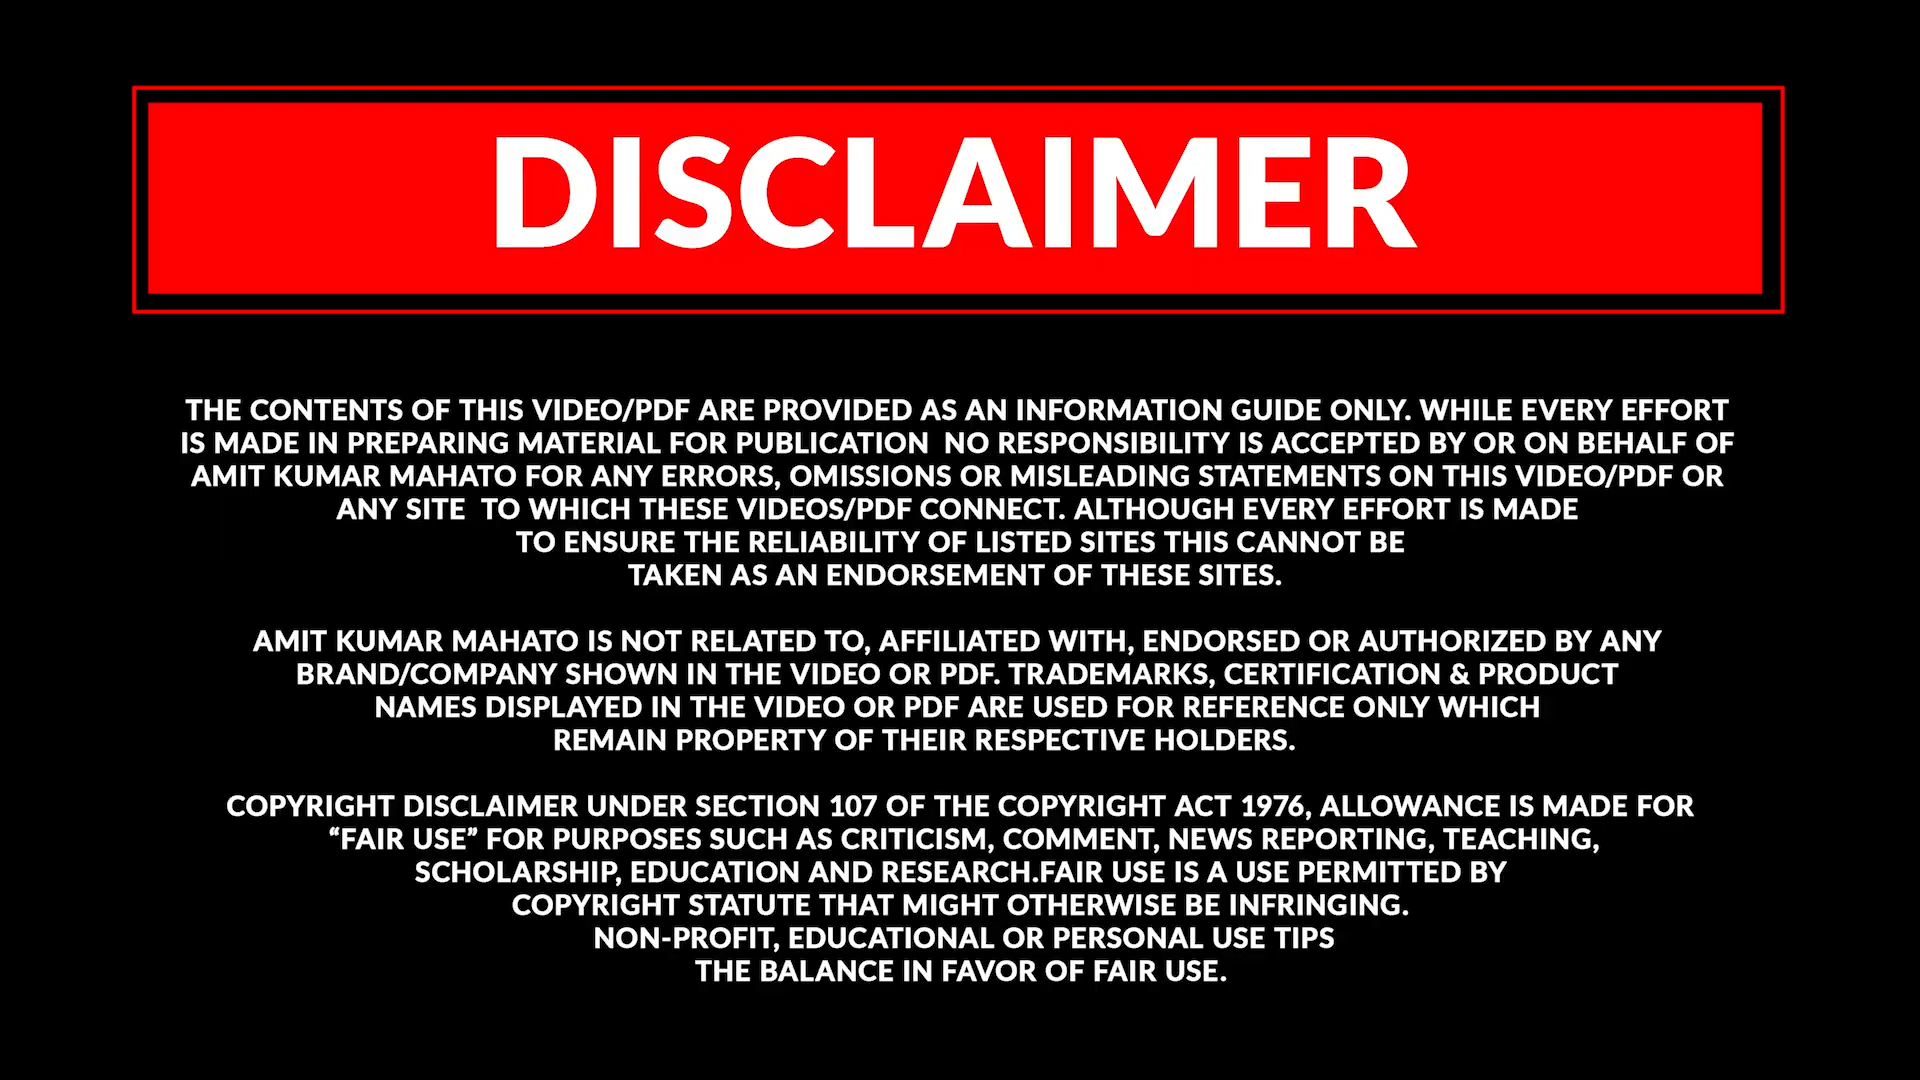 DISCLAIMER
THE CONTENTS OF THIS VIDEO/PDF ARE PROVIDED AS AN INFORMATION GUIDE ONLY. WHILE EVERY EFFORT
IS MADE IN PREPARING MATERIAL FOR PUBLICATION  NO RESPONSIBILITY IS ACCEPTED BY OR ON BEHALF OF
AMIT KUMAR MAHATO FOR ANY ERRORS, OMISSIONS OR MISLEADING STATEMENTS ON THIS VIDEO/PDF OR
ANY SITE  TO WHICH THESE VIDEOS/PDF CONNECT. ALTHOUGH EVERY EFFORT IS MADE
TO ENSURE THE RELIABILITY OF LISTED SITES THIS CANNOT BE
TAKEN AS AN ENDORSEMENT OF THESE SITES.
AMIT KUMAR MAHATO IS NOT RELATED TO, AFFILIATED WITH, ENDORSED OR AUTHORIZED BY ANY
BRAND/COMPANY SHOWN IN THE VIDEO OR PDF. TRADEMARKS, CERTIFICATION & PRODUCT
NAMES DISPLAYED IN THE VIDEO OR PDF ARE USED FOR REFERENCE ONLY WHICH
REMAIN PROPERTY OF THEIR RESPECTIVE HOLDERS.
COPYRIGHT DISCLAIMER UNDER SECTION 107 OF THE COPYRIGHT ACT 1976, ALLOWANCE IS MADE FOR
“FAIR USE” FOR PURPOSES SUCH AS CRITICISM, COMMENT, NEWS REPORTING, TEACHING,
SCHOLARSHIP, EDUCATION AND RESEARCH.FAIR USE IS A USE PERMITTED BY
COPYRIGHT STATUTE THAT MIGHT OTHERWISE BE INFRINGING.
NON-PROFIT, EDUCATIONAL OR PERSONAL USE TIPS
THE BALANCE IN FAVOR OF FAIR USE.